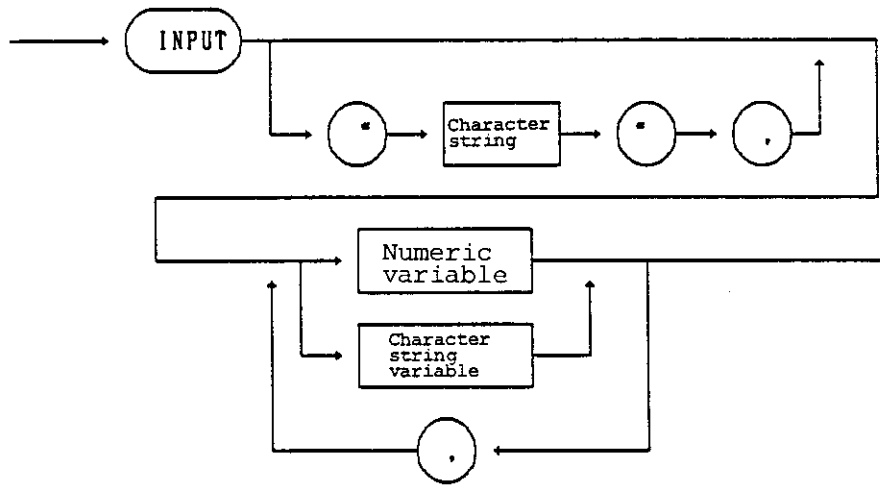 INPUT
“ Character “ ,
string
Numeric
variable
Character
string
variable
,